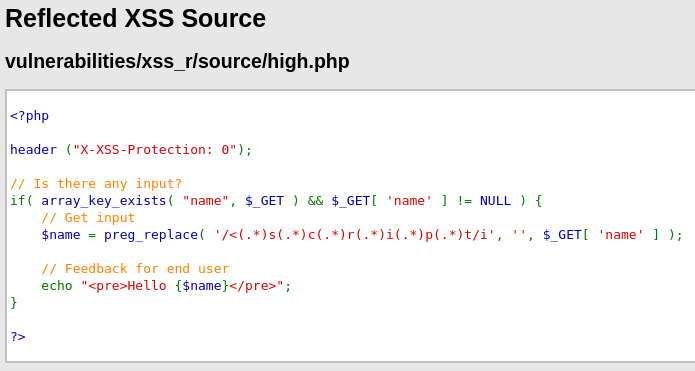 Reflected XSS Source
vulnerabilities/xss_r/source/high.php
<?php
header ("X-XSS-Protection: 0");
// Is there any input?
if( array_key_exists( "name", $_GET ) && $_GET[ 'name' ] != NULL ) {
// Get input
$name = preg_replace( '/<(.*)s(.*)c(.*)r(.*)i(.*)p(.*)t/i', '', $_GET[ 'name' ] );
// Feedback for end user
echo "<pre>Hello {$name}</pre>";
}
?>